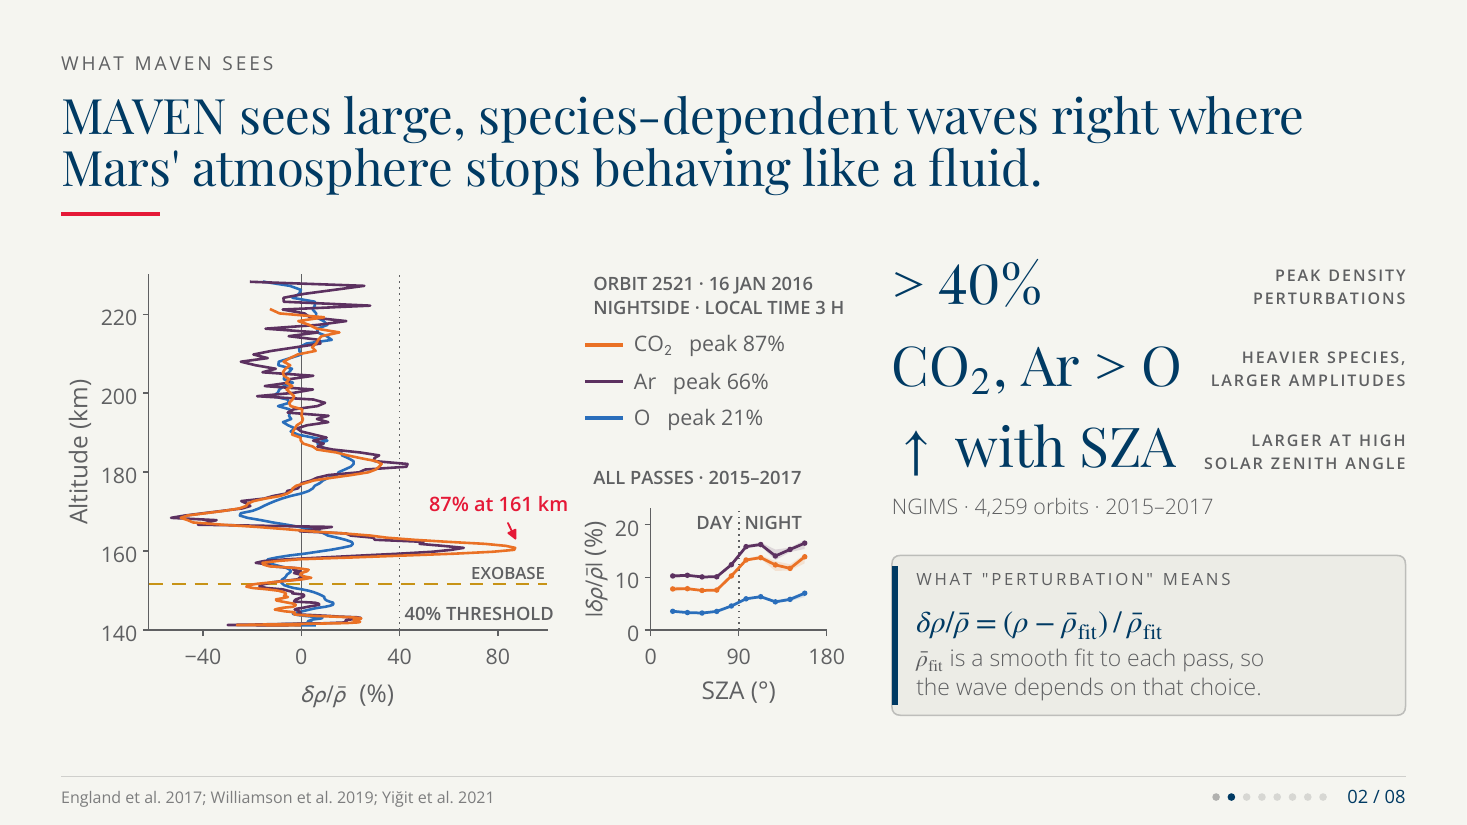 WHAT MAVEN SEES
MAVEN sees large, species-dependent waves right where
Mars' atmosphere stops behaving like a fluid.
220
200
180
160
140
Altitude (km)
−40
0
40
80
δρ/ρ̄ (%)
87% at 161 km
EXOBASE
40% THRESHOLD
ORBIT 2521 · 16 JAN 2016
NIGHTSIDE · LOCAL TIME 3 H
CO₂ peak 87%
Ar peak 66%
O peak 21%
ALL PASSES · 2015–2017
DAY
NIGHT
20
10
0
|δρ/ρ̄| (%)
0
90
180
SZA (°)
> 40%
PEAK DENSITY
PERTURBATIONS
CO₂, Ar > O
HEAVIER SPECIES,
LARGER AMPLITUDES
↑ with SZA
LARGER AT HIGH
SOLAR ZENITH ANGLE
NGIMS · 4,259 orbits · 2015–2017
WHAT "PERTURBATION" MEANS
δρ/ρ̄ = (ρ − ρ̄fit) / ρ̄fit
ρ̄fit is a smooth fit to each pass, so
the wave depends on that choice.
England et al. 2017; Williamson et al. 2019; Yiğit et al. 2021
02 / 08